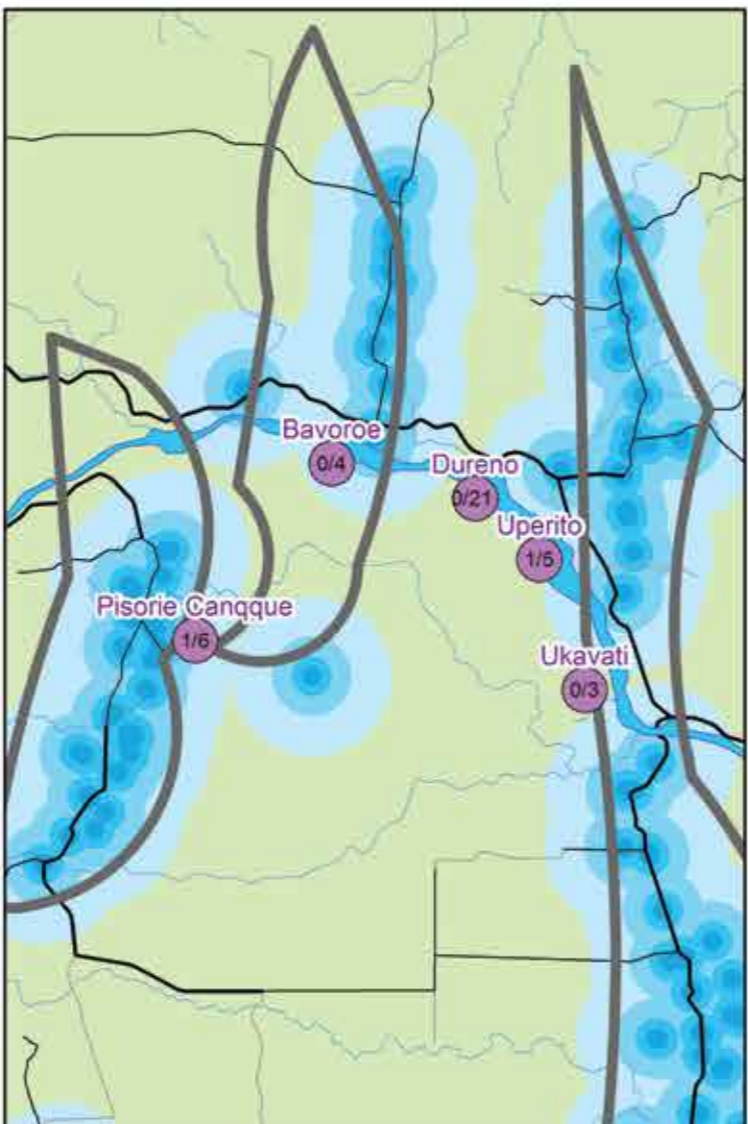 Bavoroe
0/4
Dureno
0/21
Uperito
1/5
Pisorie Canqque
1/6
Ukavati
0/3